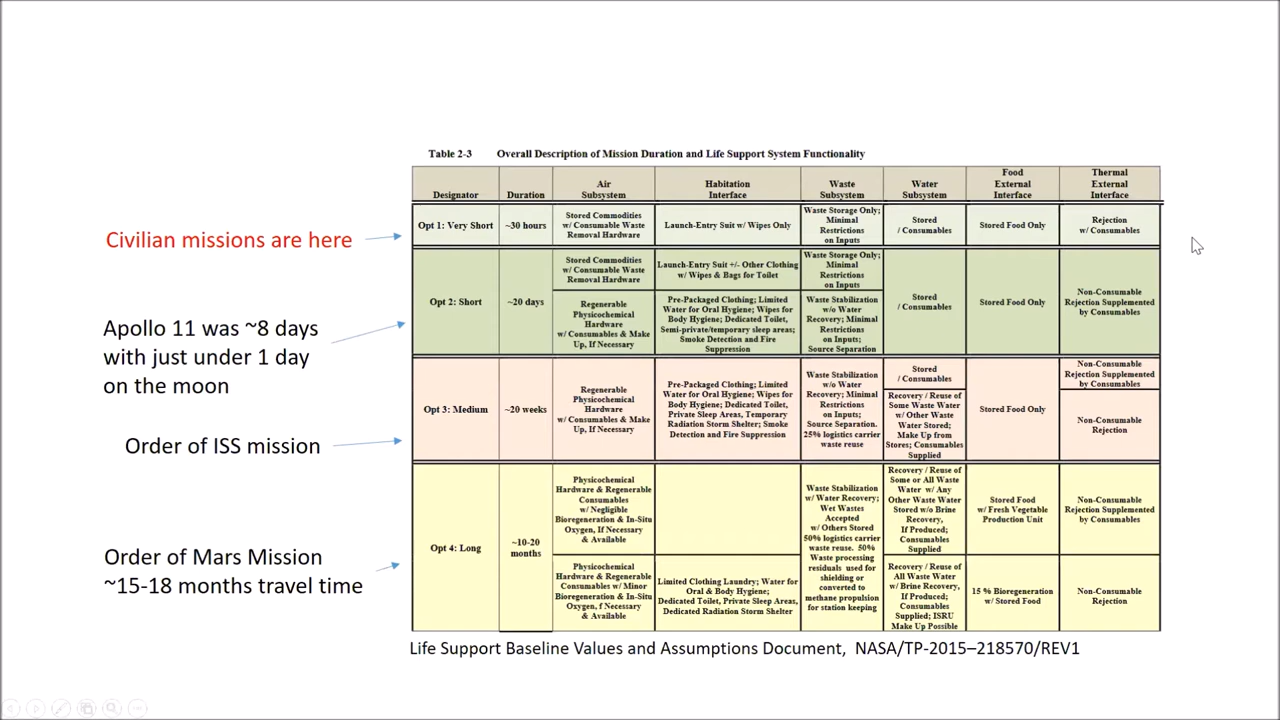 Table 2-3 Overall Description of Mission Duration and Life Support System Functionality
Designator
Duration
Air
Subsystem
Habitation
Interface
Waste
Subsystem
Water
Subsystem
Food
External
Interface
Thermal
External
Interface
Civilian missions are here
Opt 1: Very Short
~30 hours
Stored Commodities
w/ Consumable Waste
Removal Hardware
Launch-Entry Suit w/ Wipes Only
Waste Storage Only;
Minimal
Restrictions
on Inputs
Stored
/ Consumables
Stored Food Only
Rejection
w/ Consumables
Apollo 11 was ~8 days
with just under 1 day
on the moon
Opt 2: Short
~20 days
Stored Commodities
w/ Consumable Waste
Removal Hardware
Launch-Entry Suit +/- Other Clothing
w/ Wipes & Bags for Toilet
Waste Storage Only;
Minimal
Restrictions
on Inputs
Stored
/ Consumables
Stored Food Only
Non-Consumable
Rejection Supplemented
by Consumables
Regenerable
Physicochemical
Hardware
w/ Consumables & Make
Up, If Necessary
Pre-Packaged Clothing; Limited
Water for Oral Hygiene; Wipes for
Body Hygiene; Dedicated Toilet,
Semi-private/temporary sleep areas;
Smoke Detection and Fire
Suppression
Waste Stabilization
w/o Water
Recovery; Minimal
Restrictions
on Inputs;
Source Separation
Order of ISS mission
Opt 3: Medium
~20 weeks
Regenerable
Physicochemical
Hardware
w/ Consumables & Make
Up, If Necessary
Pre-Packaged Clothing; Limited
Water for Oral Hygiene; Wipes for
Body Hygiene; Dedicated Toilet,
Private Sleep Areas, Temporary
Radiation Storm Shelter; Smoke
Detection and Fire Suppression
Waste Stabilization
w/o Water
Recovery; Minimal
Restrictions
on Inputs;
Source Separation.
25% logistics carrier
waste reuse
Stored
/ Consumables
Recovery / Reuse of
Some Waste Water
w/ Other Waste
Water Stored;
Make Up from
Stores; Consumables
Supplied
Stored Food Only
Non-Consumable
Rejection Supplemented
by Consumables
Non-Consumable
Rejection
Order of Mars Mission
~15-18 months travel time
Opt 4: Long
~10-20
months
Physicochemical
Hardware & Regenerable
Consumables
w/ Negligible
Bioregeneration & In-Situ
Oxygen, If Necessary
& Available
Waste Stabilization
w/ Water Recovery;
Wet Wastes
Accepted
w/ Others Stored
50% logistics carrier
waste reuse. 50%
Waste processing
residuals used for
shielding or
converted to
methane propulsion
for station keeping
Recovery / Reuse of
Some or All Waste
Water w/ Any
Other Waste Water
Stored w/o Brine
Recovery,
If Produced;
Consumables
Supplied
Stored Food
w/ Fresh Vegetable
Production Unit
Non-Consumable
Rejection Supplemented
by Consumables
Physicochemical
Hardware & Regenerable
Consumables w/ Minor
Bioregeneration & In-Situ
Oxygen, f Necessary
& Available
Limited Clothing Laundry; Water for
Oral & Body Hygiene;
Dedicated Toilet, Private Sleep Areas,
Dedicated Radiation Storm Shelter
Recovery / Reuse of
All Waste Water
w/ Brine Recovery,
If Produced;
Consumables
Supplied; ISRU
Make Up Possible
15 % Bioregeneration
w/ Stored Food
Non-Consumable
Rejection
Life Support Baseline Values and Assumptions Document, NASA/TP-2015–218570/REV1